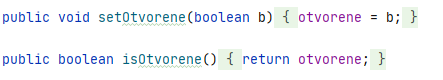 public void setOtvorene(boolean b) { otvorene = b; }
public boolean isOtvorene() { return otvorene; }